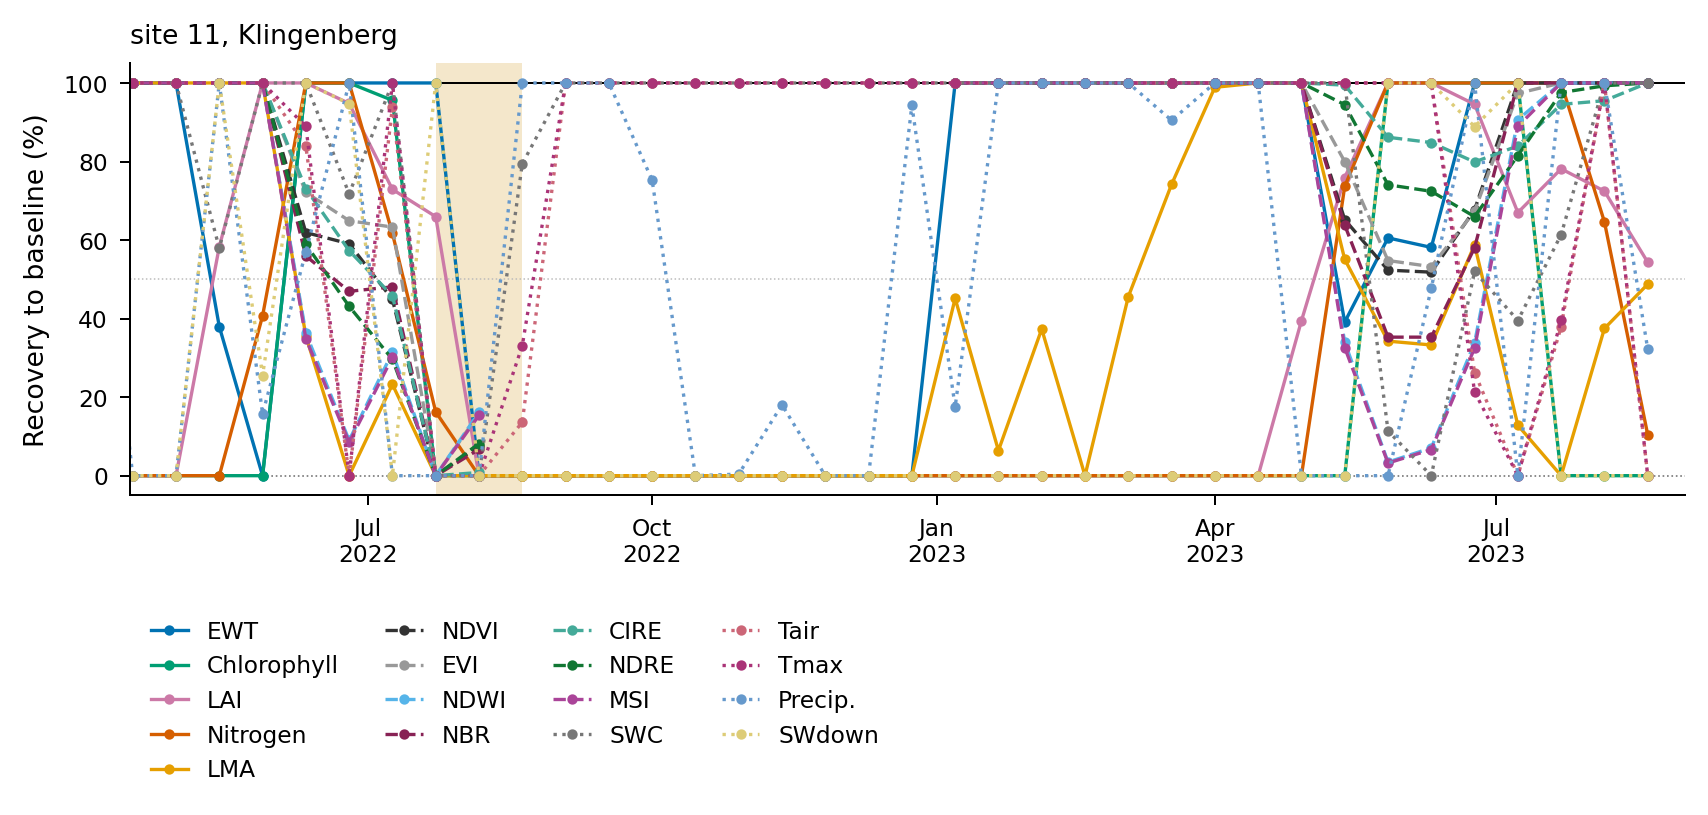 site 11, Klingenberg
Recovery to baseline (%)
100
80
60
40
20
0
Jul
2022
Oct
2022
Jan
2023
Apr
2023
Jul
2023
EWT
Chlorophyll
LAI
Nitrogen
LMA
NDVI
EVI
NDWI
NBR
CIRE
NDRE
MSI
SWC
Tair
Tmax
Precip.
SWdown